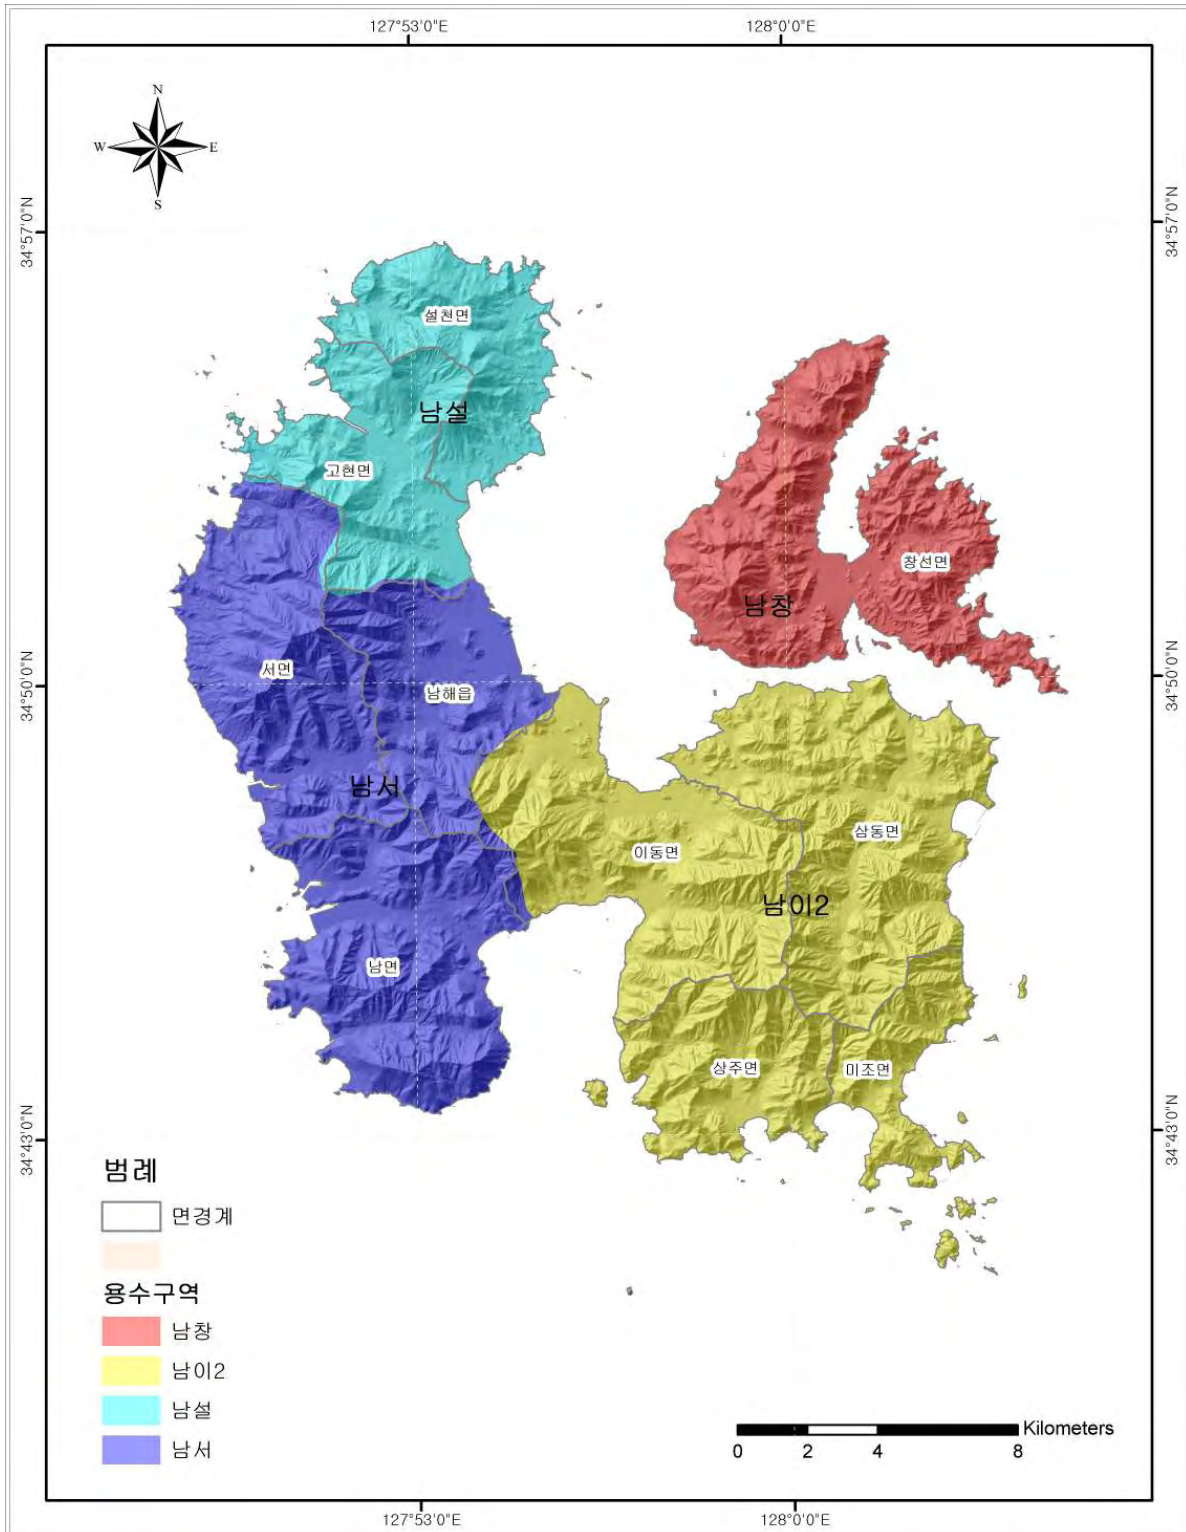 127°53'0"E 128°0'0"E
N
W E
S
34°57'0"N 34°57'0"N
설천면
남설
고현면
창선면
남창
서면
남해읍
34°50'0"N 34°50'0"N
남서
삼동면
이동면
남이2
남면
상주면 미조면
34°43'0"N 34°43'0"N
범례
면경계
용수구역
남창
남이2
남설
남서
Kilometers
0 2 4 8
127°53'0"E 128°0'0"E